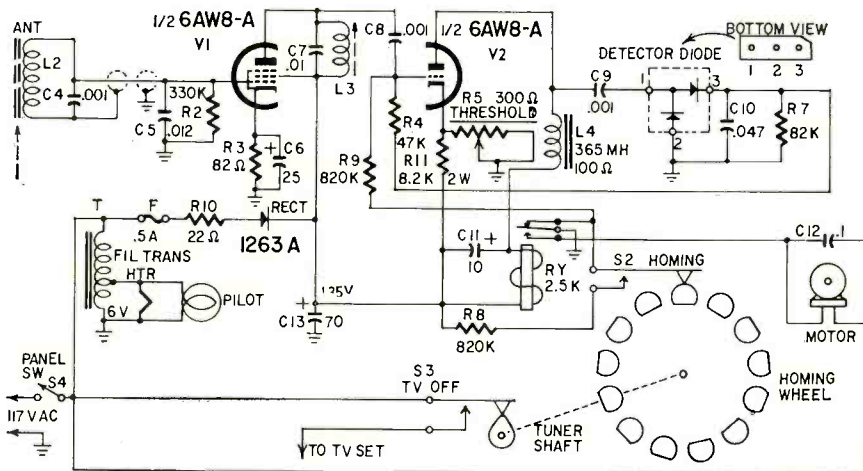 ANT
L2
C4
.001
C5
.012
330K
R2
1/2 6AW8-A
V1
R3
82Ω
+
C6
25
C7
.01
L3
C8
.001
1/2 6AW8-A
V2
R4
47K
R9
820K
R11
8.2K
2W
R5 300Ω
THRESHOLD
L4
365 MH
100Ω
C9
.001
DETECTOR DIODE
BOTTOM VIEW
1 2 3
1
3
2
C10
.047
R7
82K
T
F
.5A
R10
22Ω
RECT
1263A
FIL TRANS
HTR
6V
PILOT
135V
+
C13
70
C11
+
10
RY
2.5K
R8
820K
S2
HOMING
C12
.1
MOTOR
HOMING
WHEEL
PANEL
SW
S4
117V AC
S3
TV OFF
TO TV SET
TUNER
SHAFT